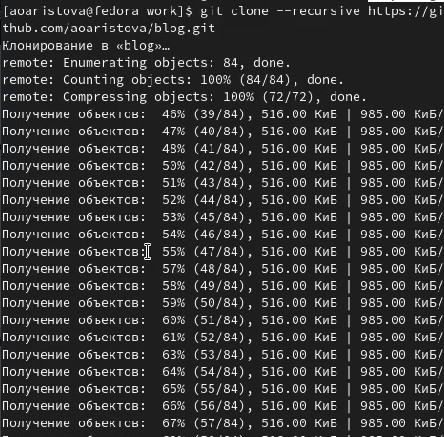 [aoaristova@fedora work]$ git clone --recursive https://gi
thub.com/aoaristova/blog.git
Клонирование в «blog»…
remote: Enumerating objects: 84, done.
remote: Counting objects: 100% (84/84), done.
remote: Compressing objects: 100% (72/72), done.
Получение объектов:  46% (39/84), 516.00 КиБ | 985.00 КиБ/
Получение объектов:  47% (40/84), 516.00 КиБ | 985.00 КиБ/
Получение объектов:  48% (41/84), 516.00 КиБ | 985.00 КиБ/
Получение объектов:  50% (42/84), 516.00 КиБ | 985.00 КиБ/
Получение объектов:  51% (43/84), 516.00 КиБ | 985.00 КиБ/
Получение объектов:  52% (44/84), 516.00 КиБ | 985.00 КиБ/
Получение объектов:  53% (45/84), 516.00 КиБ | 985.00 КиБ/
Получение объектов:  54% (46/84), 516.00 КиБ | 985.00 КиБ/
Получение объектов:  55% (47/84), 516.00 КиБ | 985.00 КиБ/
Получение объектов:  57% (48/84), 516.00 КиБ | 985.00 КиБ/
Получение объектов:  58% (49/84), 516.00 КиБ | 985.00 КиБ/
Получение объектов:  59% (50/84), 516.00 КиБ | 985.00 КиБ/
Получение объектов:  60% (51/84), 516.00 КиБ | 985.00 КиБ/
Получение объектов:  61% (52/84), 516.00 КиБ | 985.00 КиБ/
Получение объектов:  63% (53/84), 516.00 КиБ | 985.00 КиБ/
Получение объектов:  64% (54/84), 516.00 КиБ | 985.00 КиБ/
Получение объектов:  65% (55/84), 516.00 КиБ | 985.00 КиБ/
Получение объектов:  66% (56/84), 516.00 КиБ | 985.00 КиБ/
Получение объектов:  67% (57/84), 516.00 КиБ | 985.00 КиБ/